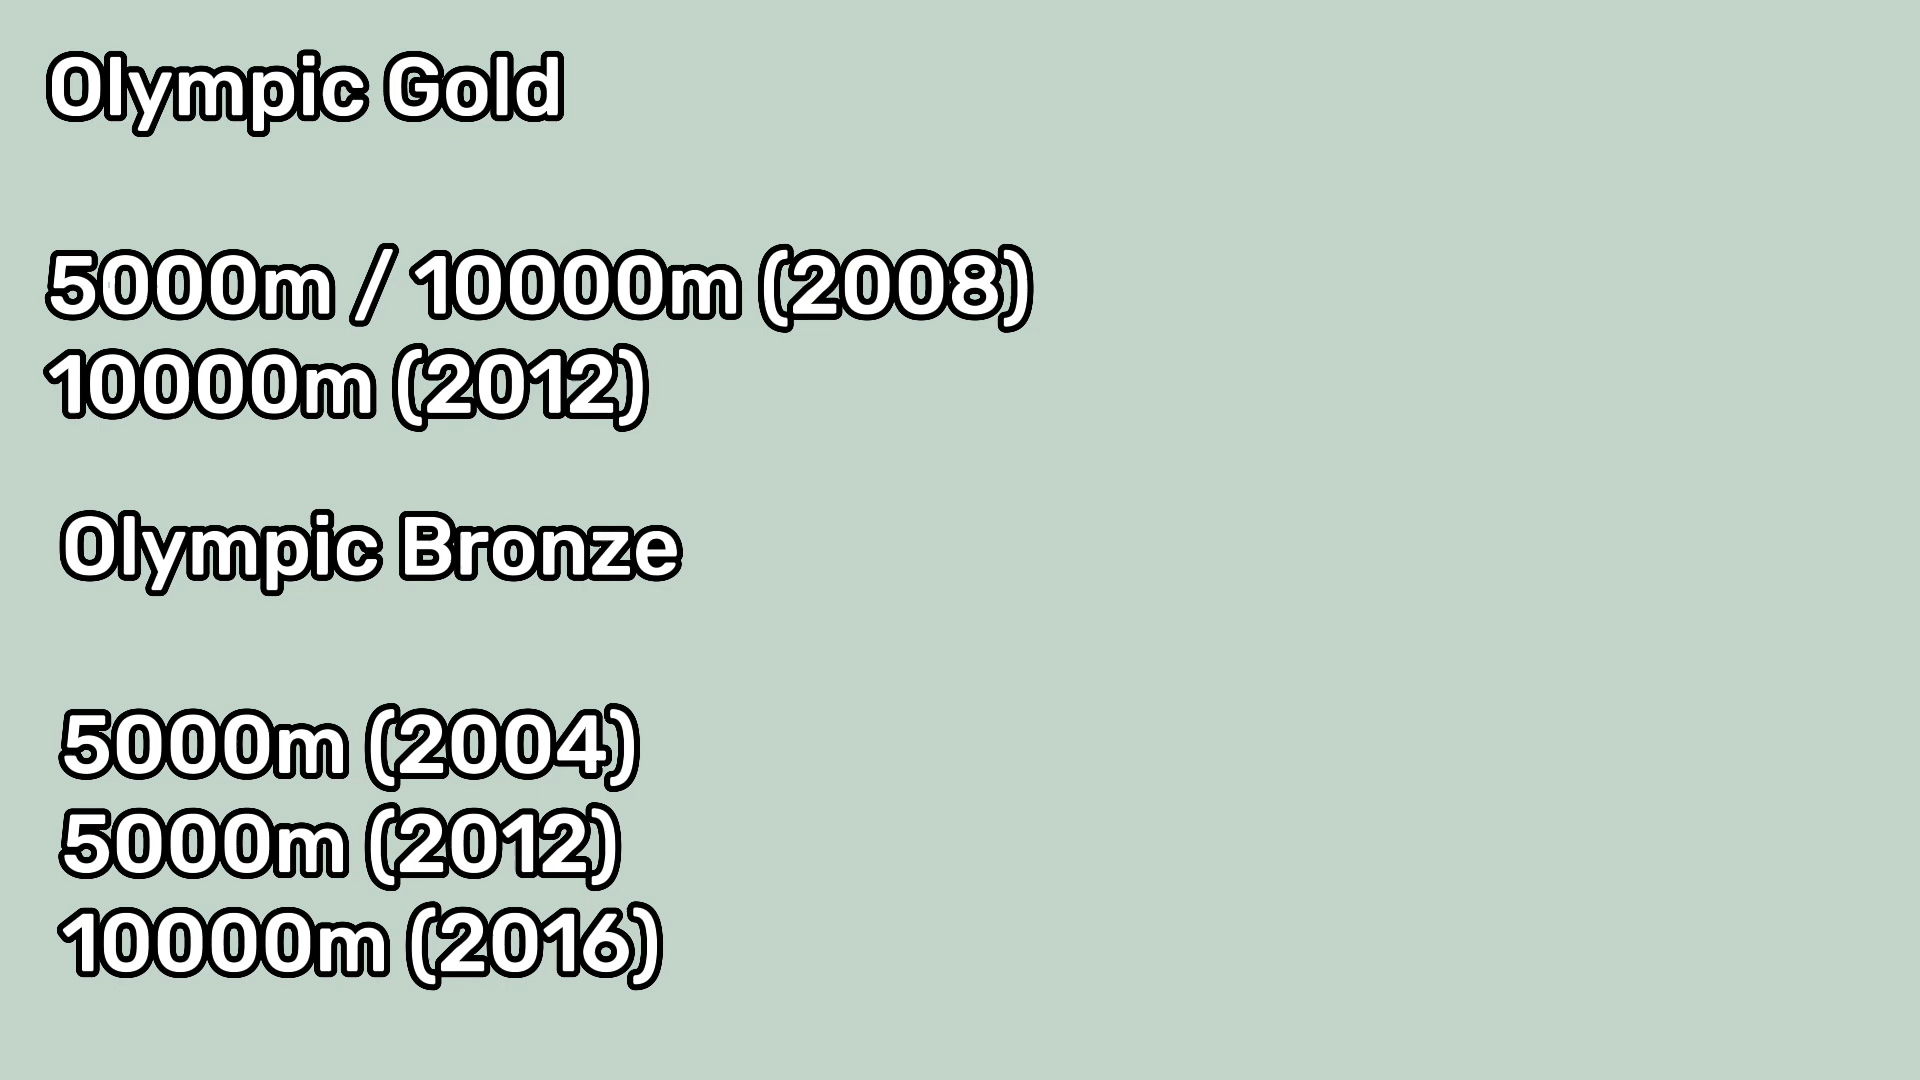 Olympic Gold
5000m / 10000m (2008)
10000m (2012)
Olympic Bronze
5000m (2004)
5000m (2012)
10000m (2016)